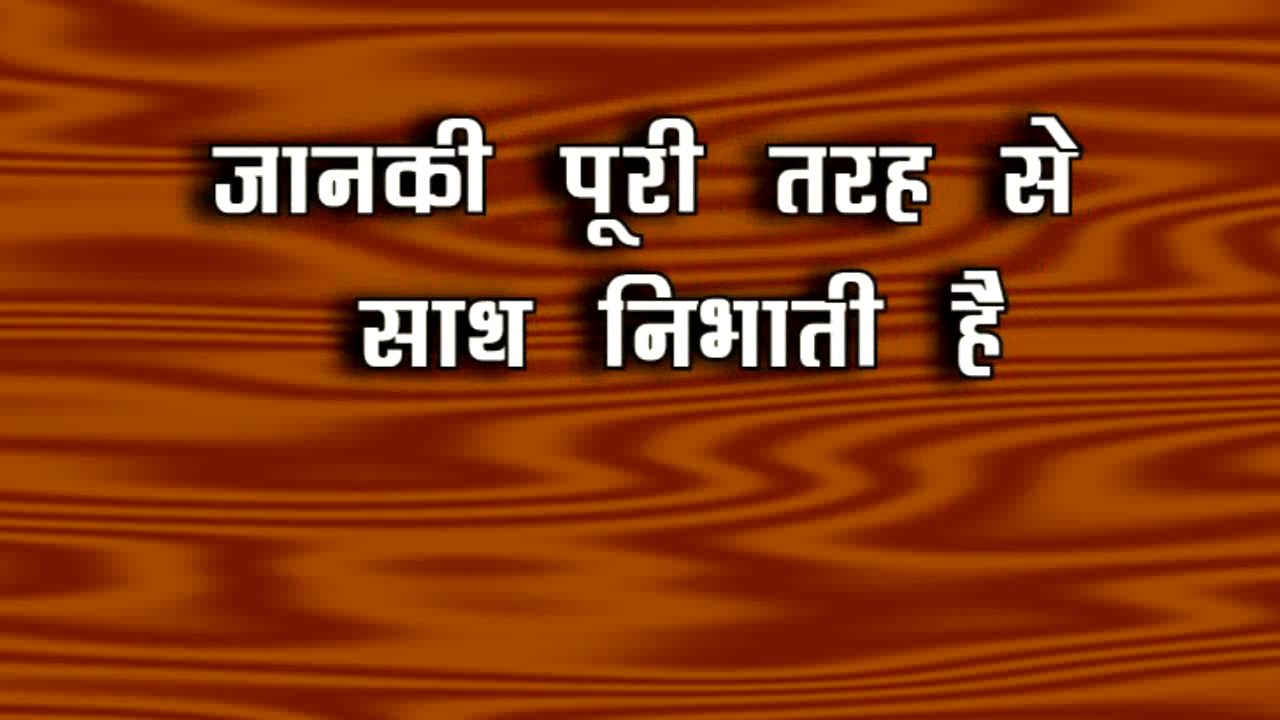 जानकी पूरी तरह से
साथ निभाती है